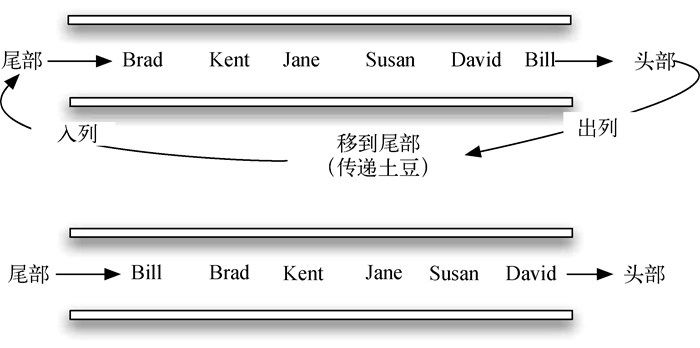 尾部 Brad Kent Jane Susan David Bill 头部
入列 出列
移到尾部
（传递土豆）
尾部 Bill Brad Kent Jane Susan David 头部